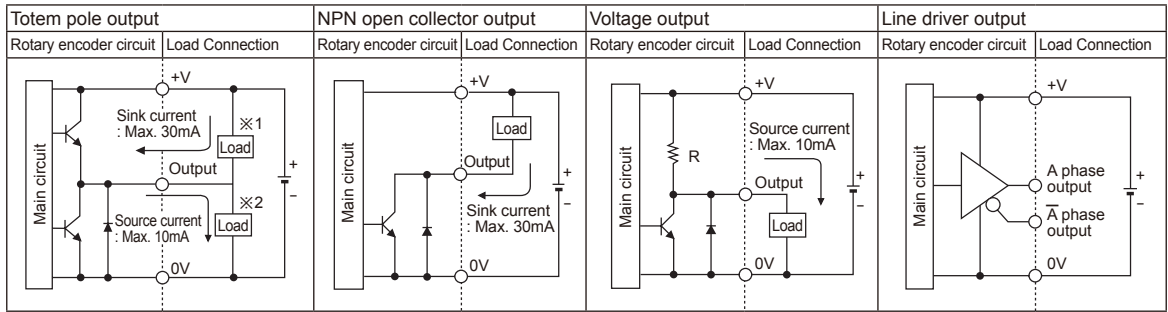 Totem pole output
Rotary encoder circuit
Load Connection
Main circuit
+V
Sink current
: Max. 30mA
※1
Load
Output
Source current
: Max. 10mA
※2
Load
0V
+
−
NPN open collector output
Rotary encoder circuit
Load Connection
Main circuit
+V
Load
Output
Sink current
: Max. 30mA
0V
+
−
Voltage output
Rotary encoder circuit
Load Connection
Main circuit
+V
R
Source current
: Max. 10mA
Output
Load
0V
+
−
Line driver output
Rotary encoder circuit
Load Connection
Main circuit
+V
A phase
output
A̅ phase
output
0V
+
−